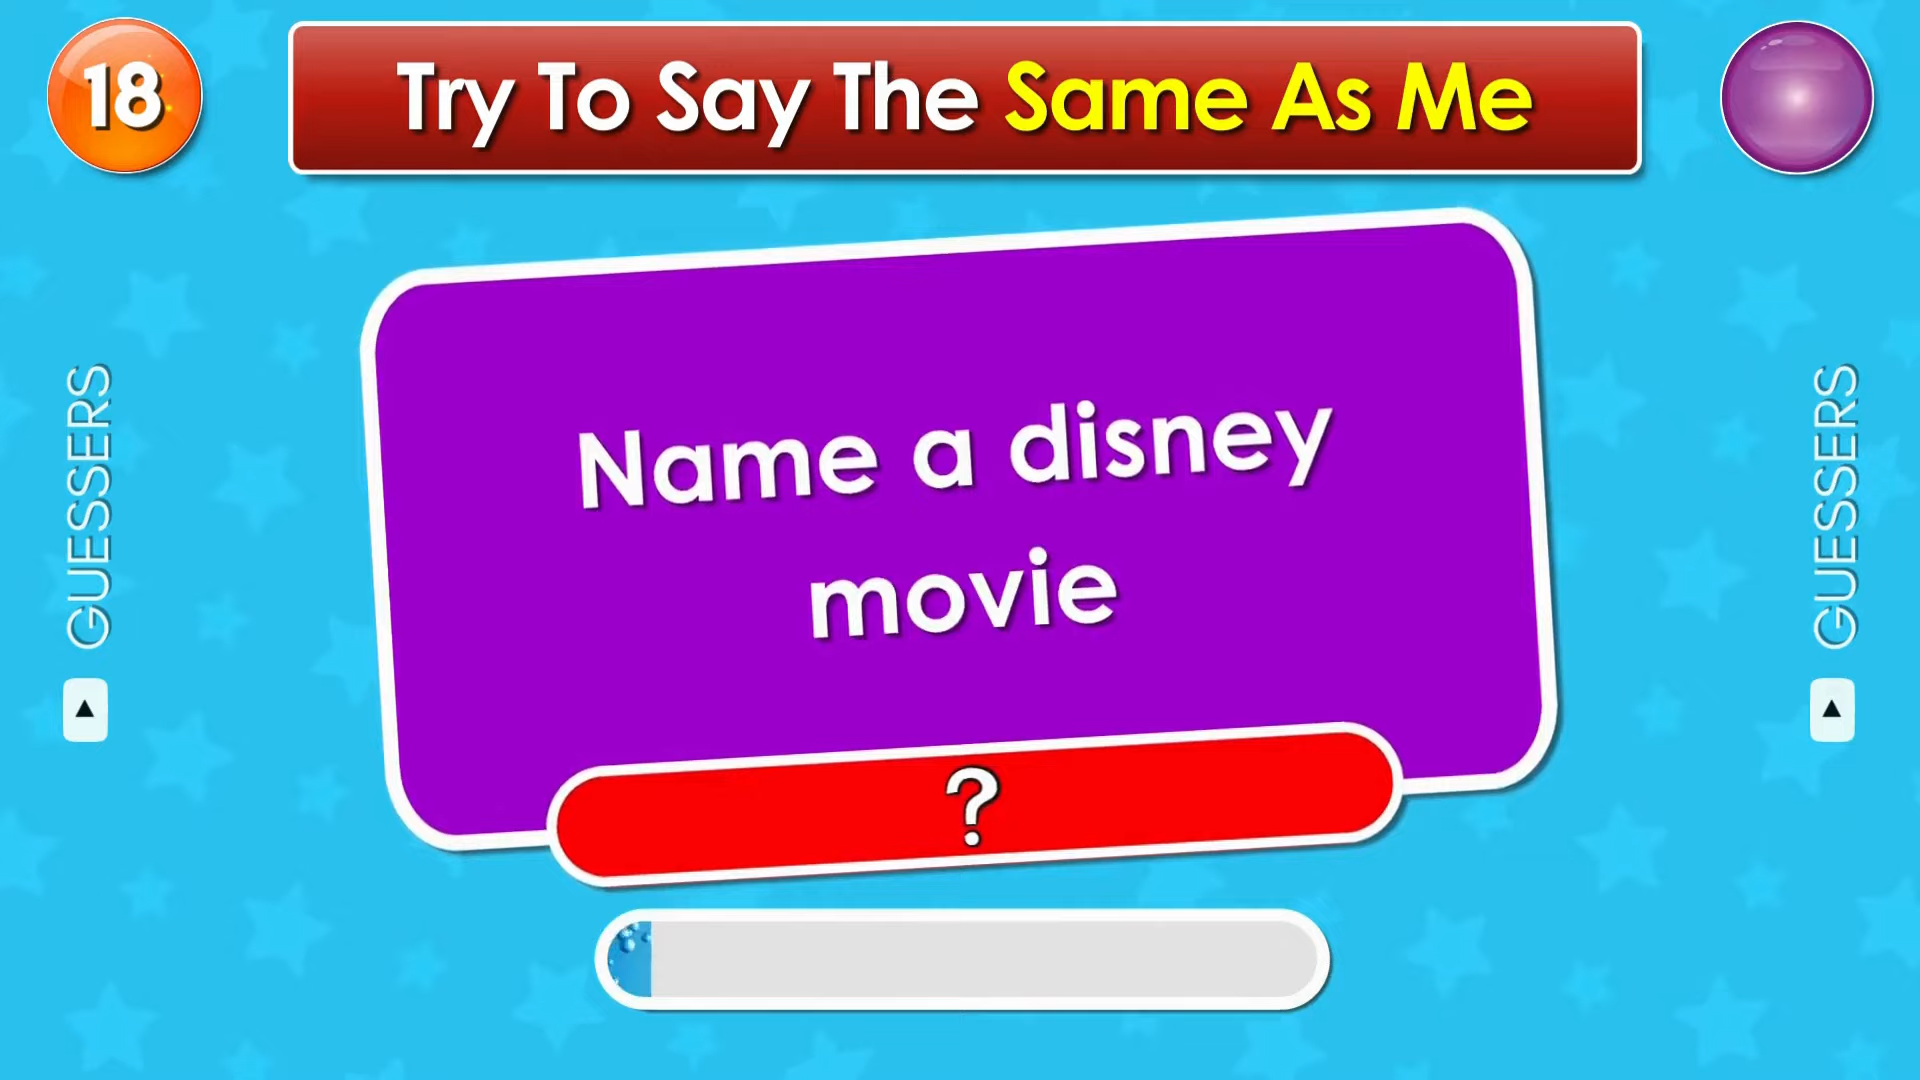 18
Try To Say The Same As Me
Name a disney
movie
?
GUESSERS
GUESSERS